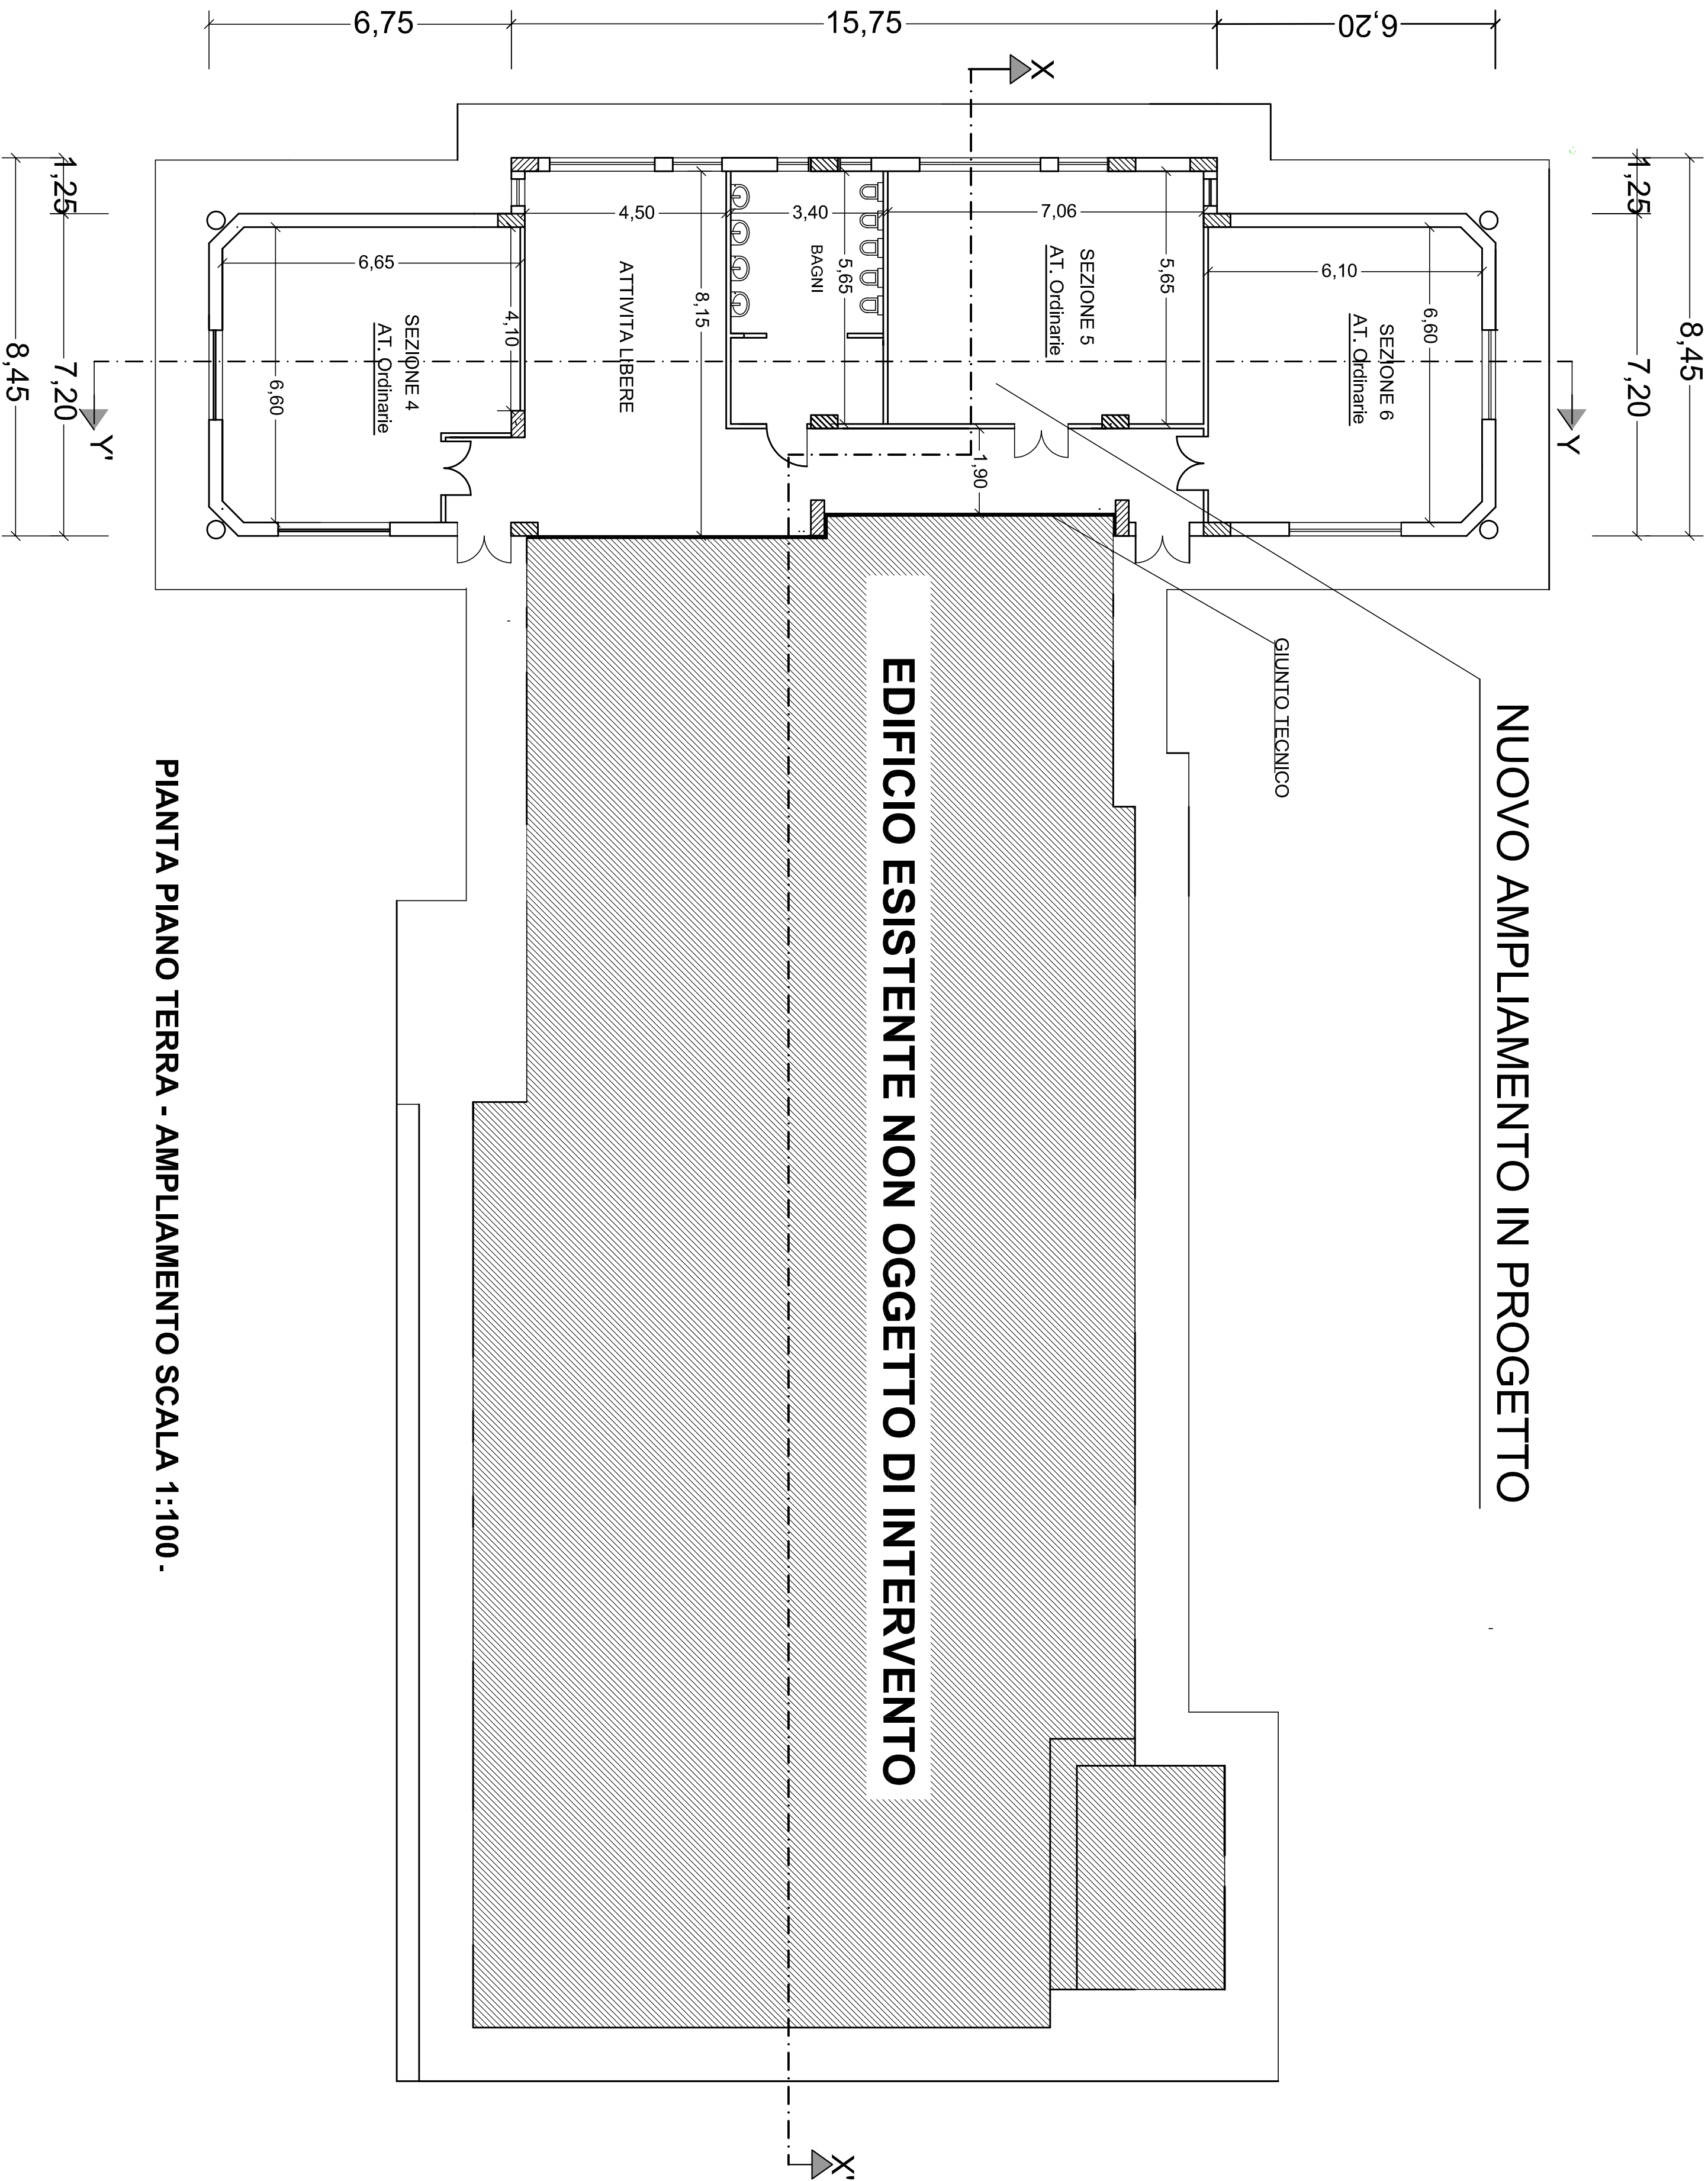 6,75
15,75
6,20
X
1,25
7,20
8,45
1,25
7,20
8,45
4,50
3,40
7,06
6,65
6,10
4,10
6,60
8,15
5,65
5,65
6,60
1,90
SEZIONE 4
AT. Ordinarie
ATTIVITA LIBERE
BAGNI
SEZIONE 5
AT. Ordinarie
SEZIONE 6
AT. Ordinarie
Y'
Y
GIUNTO TECNICO
NUOVO AMPLIAMENTO IN PROGETTO
EDIFICIO ESISTENTE NON OGGETTO DI INTERVENTO
PIANTA PIANO TERRA - AMPLIAMENTO SCALA 1:100 -
X'